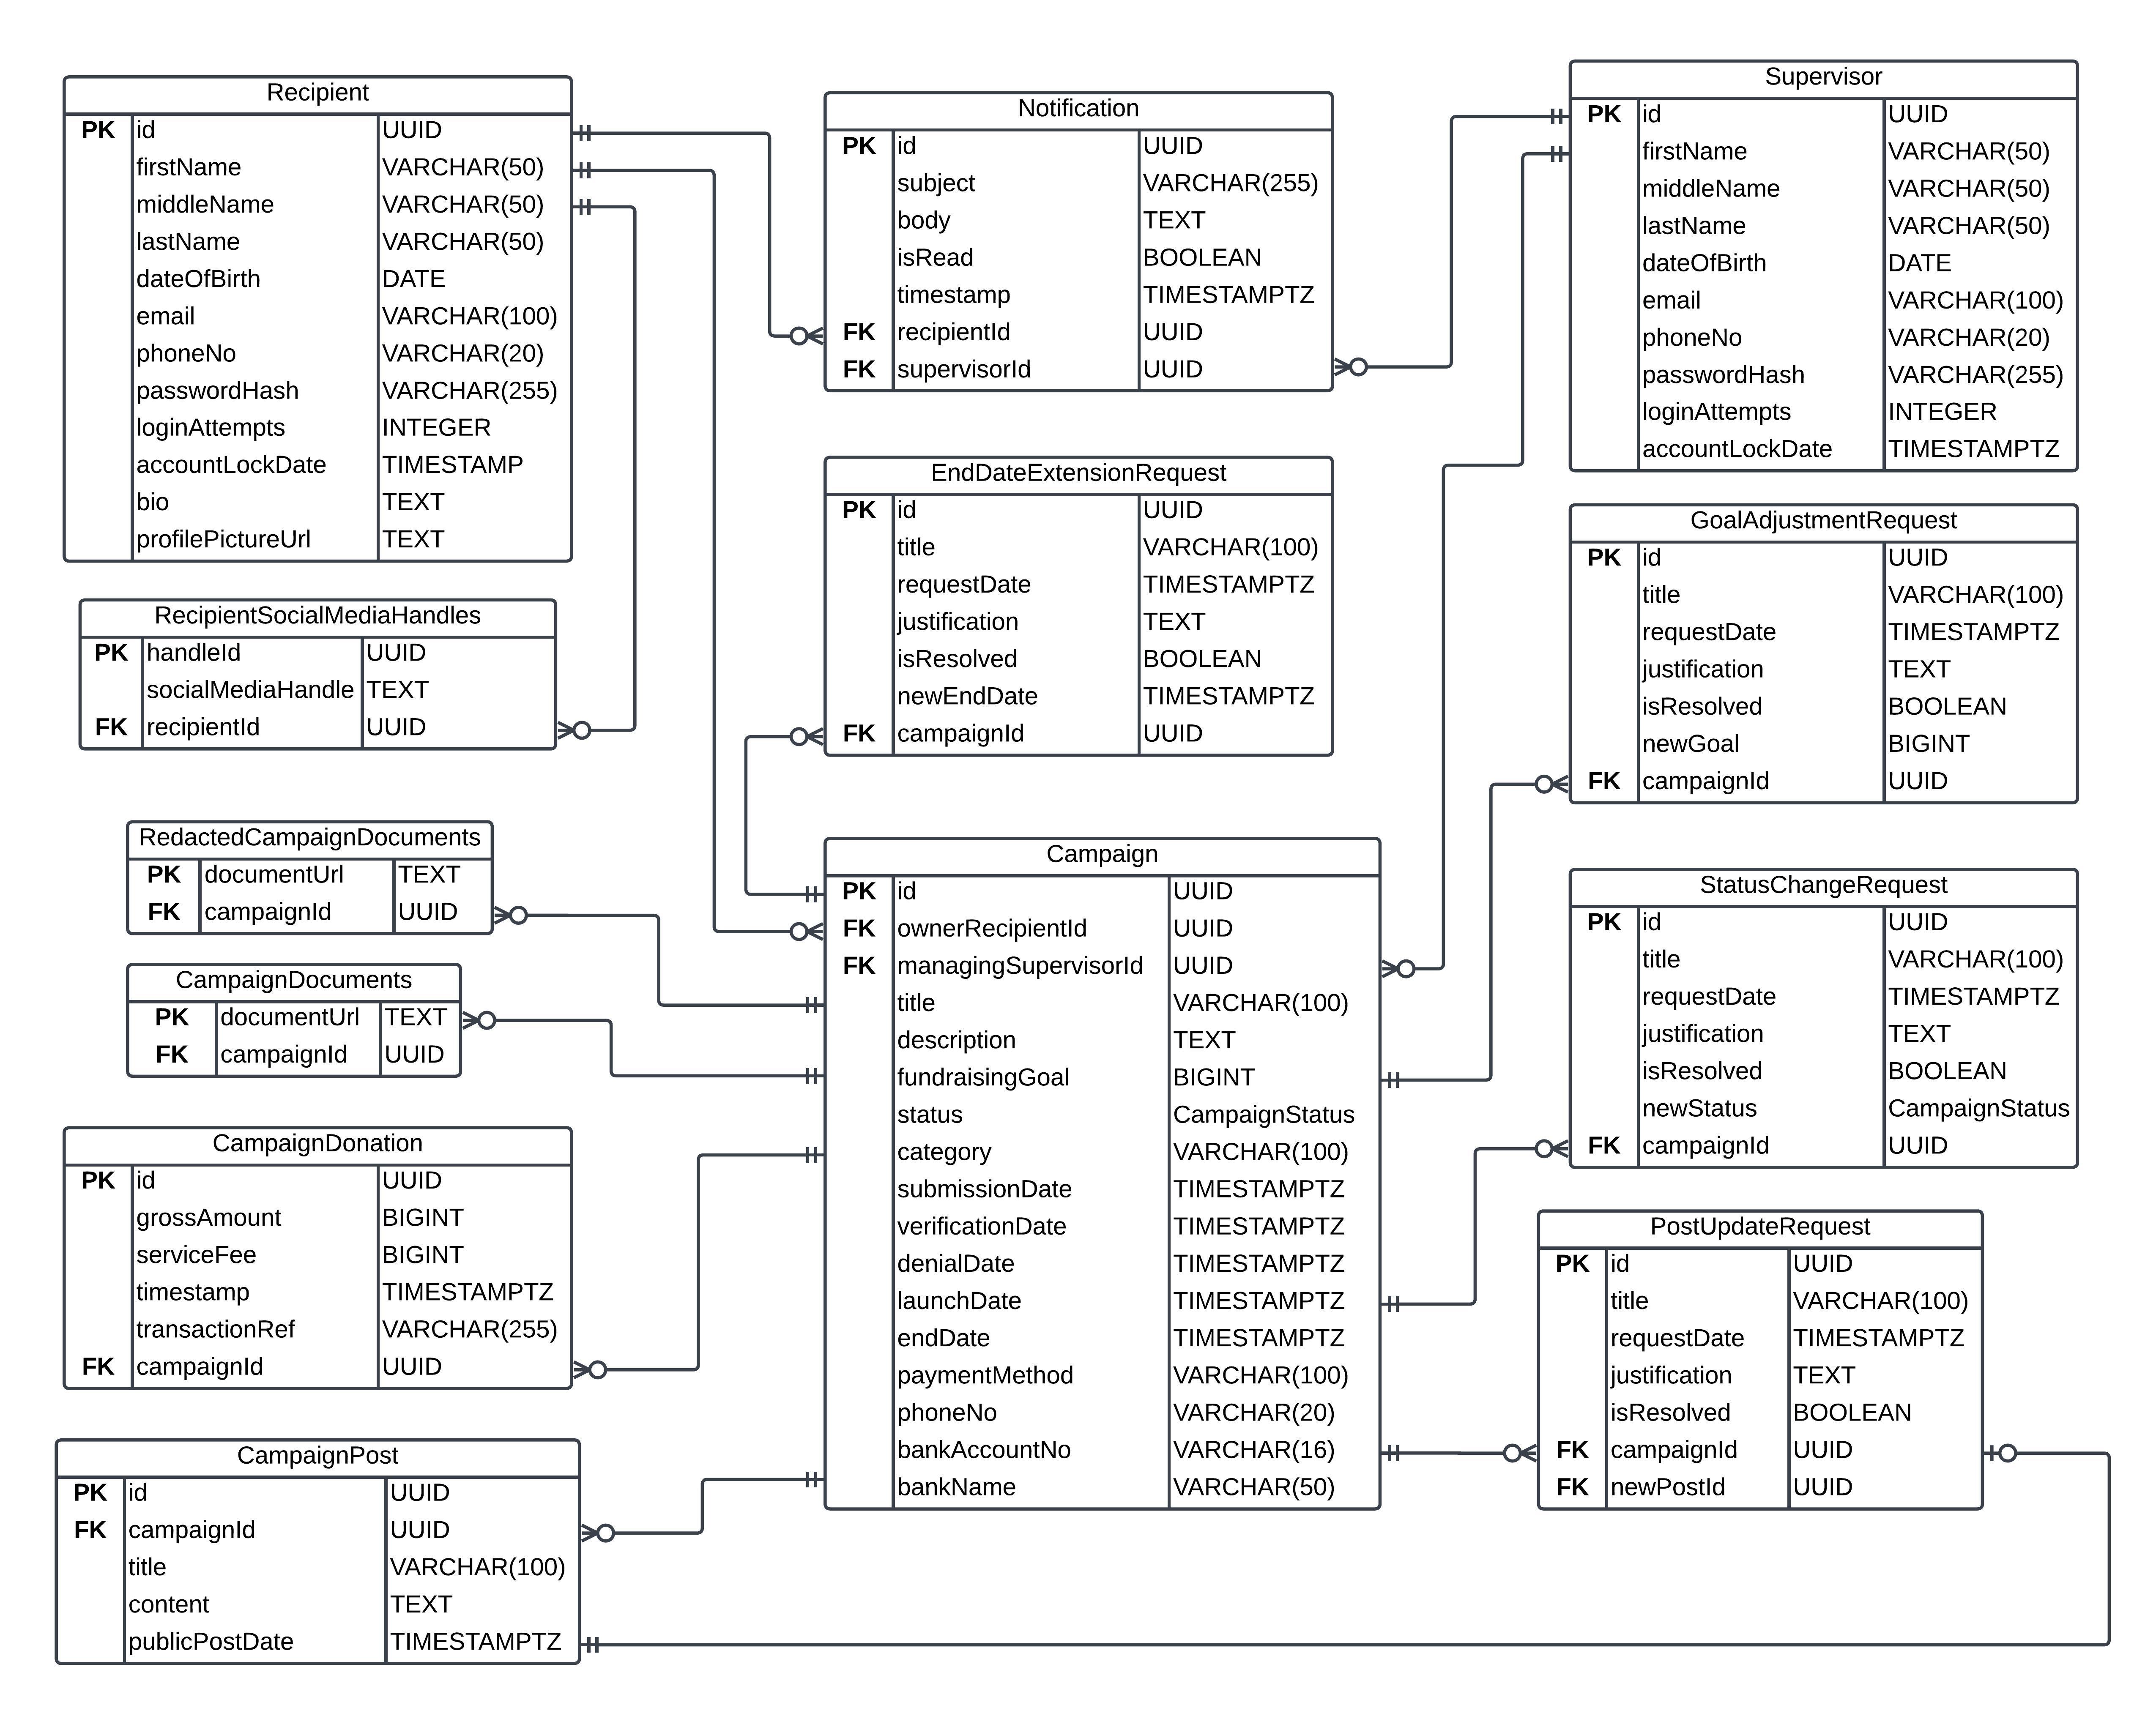 Recipient
PK id UUID
firstName VARCHAR(50)
middleName VARCHAR(50)
lastName VARCHAR(50)
dateOfBirth DATE
email VARCHAR(100)
phoneNo VARCHAR(20)
passwordHash VARCHAR(255)
loginAttempts INTEGER
accountLockDate TIMESTAMP
bio TEXT
profilePictureUrl TEXT
RecipientSocialMediaHandles
PK handleId UUID
socialMediaHandle TEXT
FK recipientId UUID
RedactedCampaignDocuments
PK documentUrl TEXT
FK campaignId UUID
CampaignDocuments
PK documentUrl TEXT
FK campaignId UUID
CampaignDonation
PK id UUID
grossAmount BIGINT
serviceFee BIGINT
timestamp TIMESTAMPTZ
transactionRef VARCHAR(255)
FK campaignId UUID
CampaignPost
PK id UUID
FK campaignId UUID
title VARCHAR(100)
content TEXT
publicPostDate TIMESTAMPTZ
Notification
PK id UUID
subject VARCHAR(255)
body TEXT
isRead BOOLEAN
timestamp TIMESTAMPTZ
FK recipientId UUID
FK supervisorId UUID
EndDateExtensionRequest
PK id UUID
title VARCHAR(100)
requestDate TIMESTAMPTZ
justification TEXT
isResolved BOOLEAN
newEndDate TIMESTAMPTZ
FK campaignId UUID
Campaign
PK id UUID
FK ownerRecipientId UUID
FK managingSupervisorId UUID
title VARCHAR(100)
description TEXT
fundraisingGoal BIGINT
status CampaignStatus
category VARCHAR(100)
submissionDate TIMESTAMPTZ
verificationDate TIMESTAMPTZ
denialDate TIMESTAMPTZ
launchDate TIMESTAMPTZ
endDate TIMESTAMPTZ
paymentMethod VARCHAR(100)
phoneNo VARCHAR(20)
bankAccountNo VARCHAR(16)
bankName VARCHAR(50)
Supervisor
PK id UUID
firstName VARCHAR(50)
middleName VARCHAR(50)
lastName VARCHAR(50)
dateOfBirth DATE
email VARCHAR(100)
phoneNo VARCHAR(20)
passwordHash VARCHAR(255)
loginAttempts INTEGER
accountLockDate TIMESTAMPTZ
GoalAdjustmentRequest
PK id UUID
title VARCHAR(100)
requestDate TIMESTAMPTZ
justification TEXT
isResolved BOOLEAN
newGoal BIGINT
FK campaignId UUID
StatusChangeRequest
PK id UUID
title VARCHAR(100)
requestDate TIMESTAMPTZ
justification TEXT
isResolved BOOLEAN
newStatus CampaignStatus
FK campaignId UUID
PostUpdateRequest
PK id UUID
title VARCHAR(100)
requestDate TIMESTAMPTZ
justification TEXT
isResolved BOOLEAN
FK campaignId UUID
FK newPostId UUID